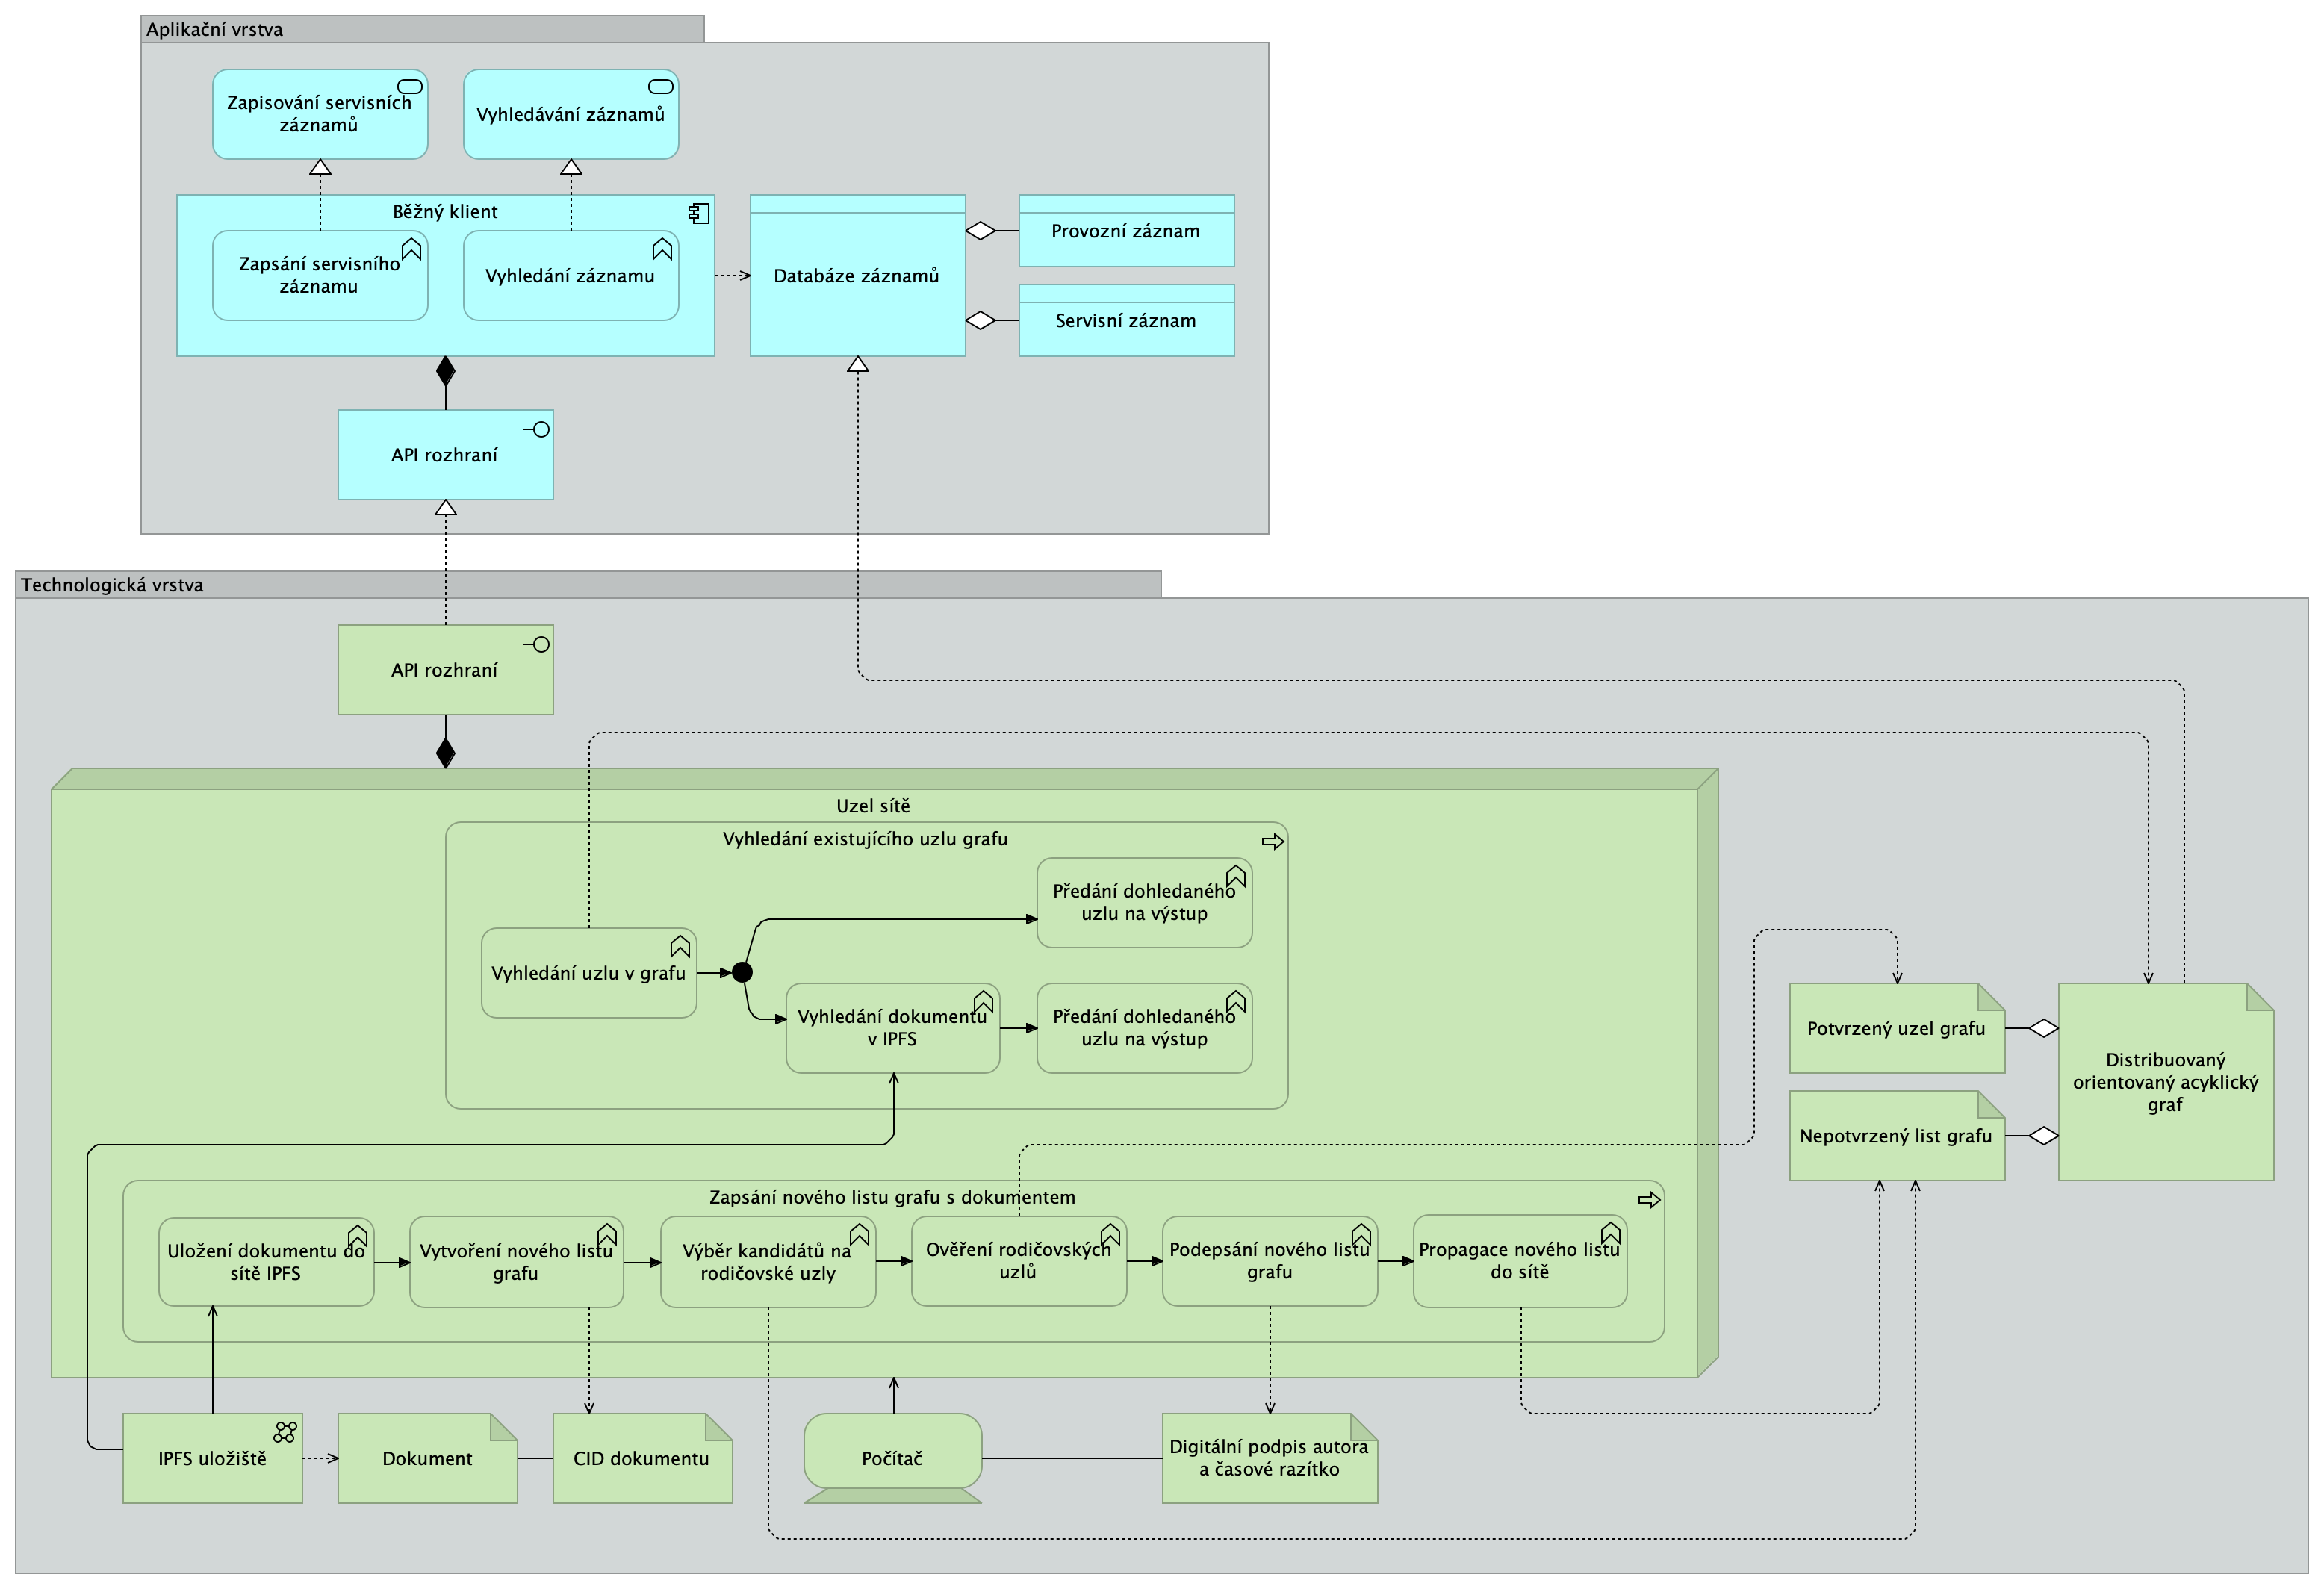 Aplikační vrstva
Zapisování servisních
záznamů
Vyhledávání záznamů
Běžný klient
Zapsání servisního
záznamu
Vyhledání záznamu
Databáze záznamů
Provozní záznam
Servisní záznam
API rozhraní
Technologická vrstva
API rozhraní
Uzel sítě
Vyhledání existujícího uzlu grafu
Předání dohledaného
uzlu na výstup
Vyhledání uzlu v grafu
Vyhledání dokumentu
v IPFS
Předání dohledaného
uzlu na výstup
Potvrzený uzel grafu
Nepotvrzený list grafu
Distribuovaný
orientovaný acyklický
graf
Zapsání nového listu grafu s dokumentem
Uložení dokumentu do
sítě IPFS
Vytvoření nového listu
grafu
Výběr kandidátů na
rodičovské uzly
Ověření rodičovských
uzlů
Podepsání nového listu
grafu
Propagace nového listu
do sítě
IPFS uložiště
Dokument
CID dokumentu
Počítač
Digitální podpis autora
a časové razítko